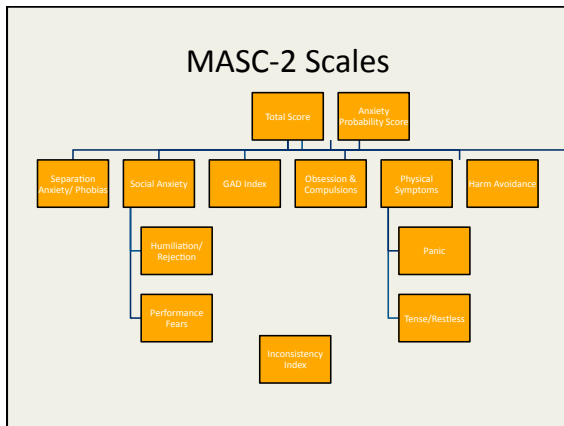 MASC-2 Scales
Total Score
Anxiety
Probability Score
Separation
Anxiety/ Phobias
Social Anxiety
GAD Index
Obsession &
Compulsions
Physical
Symptoms
Harm Avoidance
Humiliation/
Rejection
Panic
Performance
Fears
Tense/Restless
Inconsistency
Index